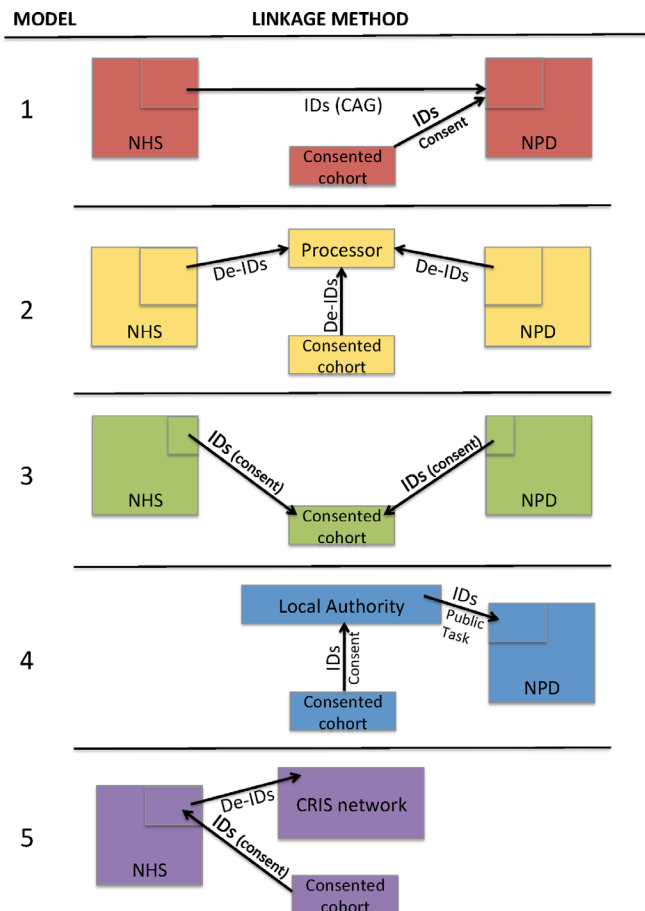 MODEL LINKAGE METHOD
1
NHS
IDs (CAG)
IDs
Consent
Consented
cohort
NPD
2
Processor
De-IDs
De-IDs
De-IDs
NHS
Consented
cohort
NPD
3
IDs (consent)
IDs (consent)
NHS
Consented
cohort
NPD
4
Local Authority
IDs
Public
Task
IDs
Consent
Consented
cohort
NPD
5
De-IDs
CRIS network
IDs (consent)
NHS
Consented
cohort